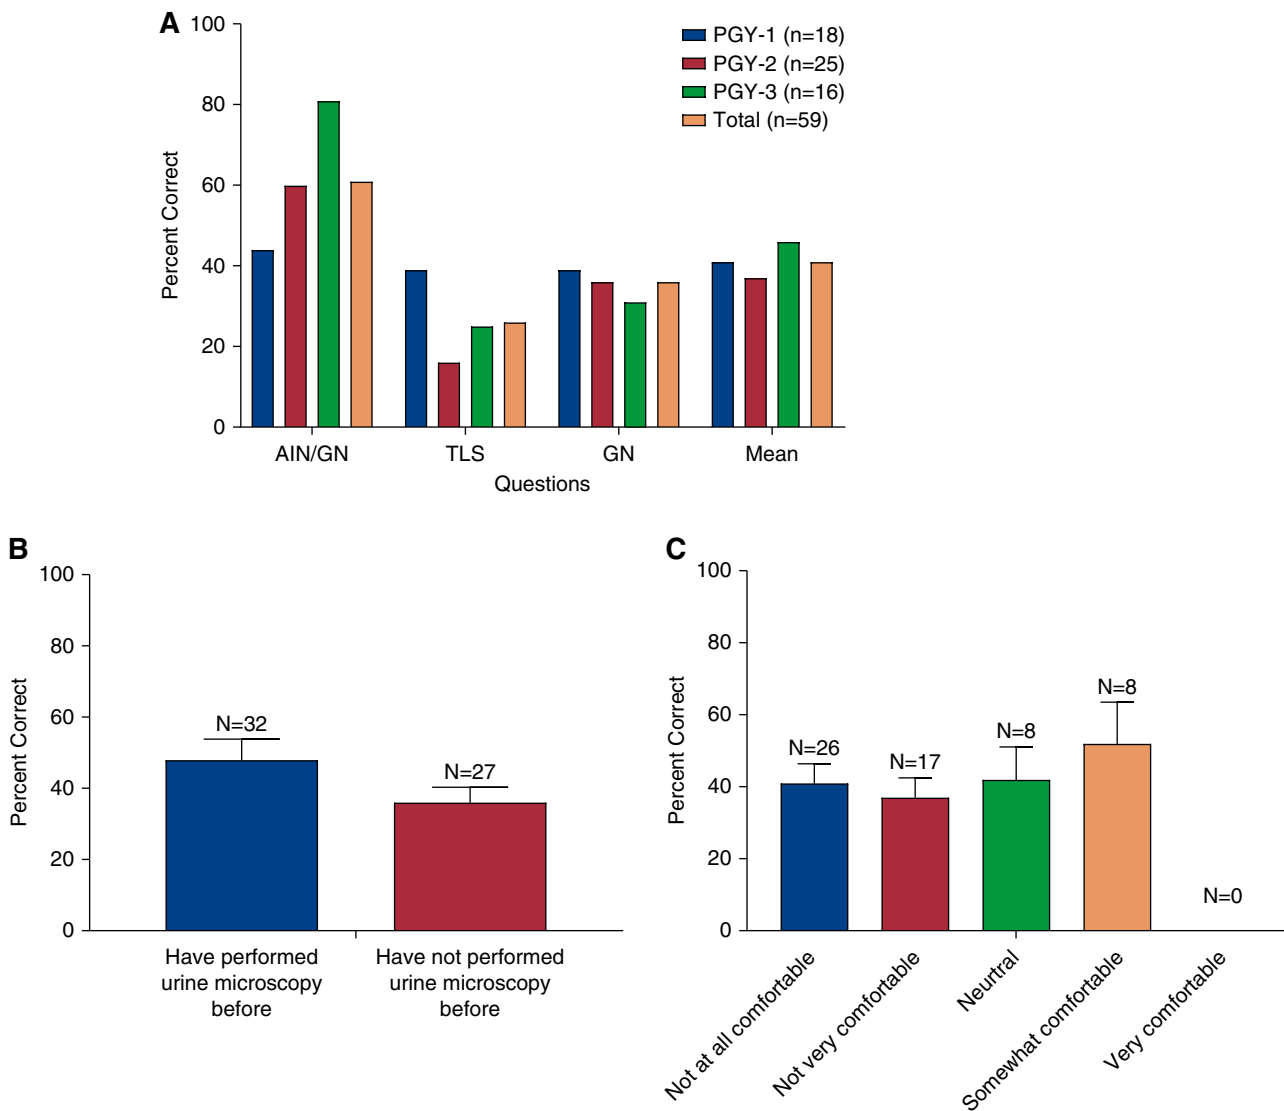 A
100
80
60
40
20
0
Percent Correct
PGY-1 (n=18)
PGY-2 (n=25)
PGY-3 (n=16)
Total (n=59)
AIN/GN
TLS
GN
Mean
Questions
B
100
80
60
40
20
0
Percent Correct
N=32
N=27
Have performed
urine microscopy
before
Have not performed
urine microscopy
before
C
100
80
60
40
20
0
Percent Correct
N=26
N=17
N=8
N=8
N=0
Not at all comfortable
Not very comfortable
Neurtral
Somewhat comfortable
Very comfortable